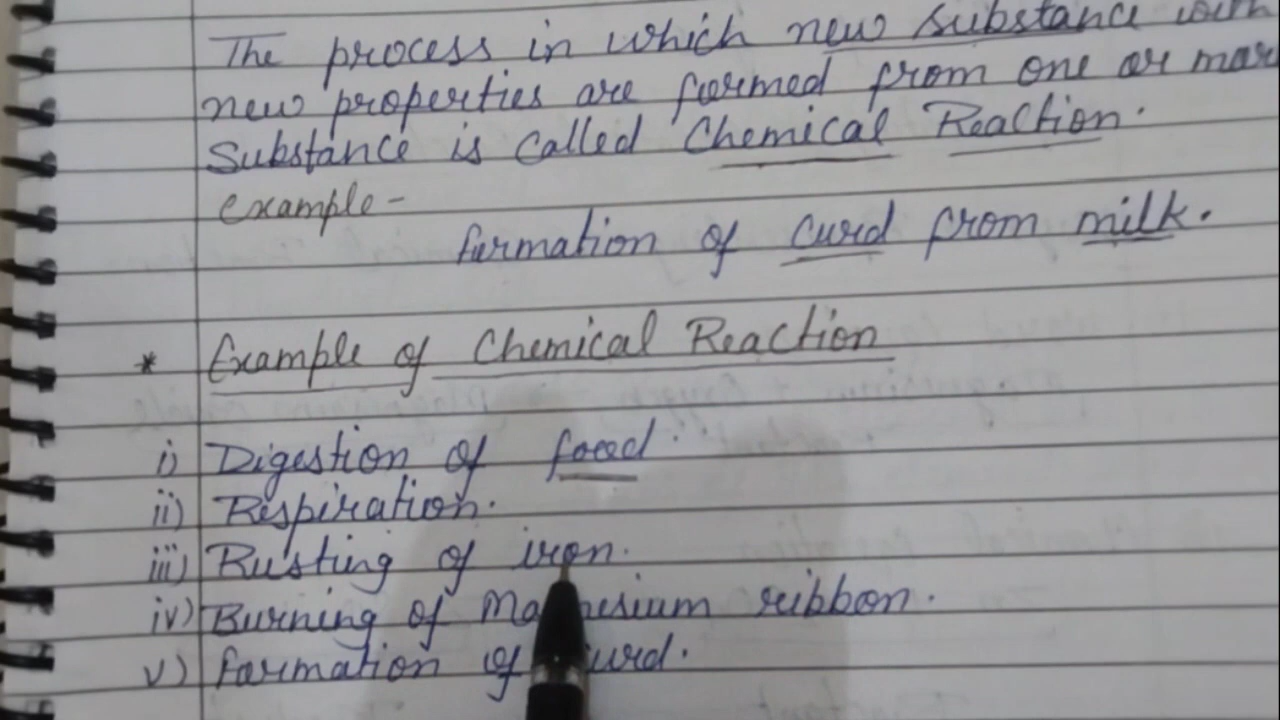 The process in which new substance with
new properties are formed from one or more
Substance is called Chemical Reaction.
example-
formation of curd from milk.
* Example of Chemical Reaction
i) Digestion of food.
ii) Respiration.
iii) Rusting of iron.
iv) Burning of Magnesium ribbon.
v) formation of curd.